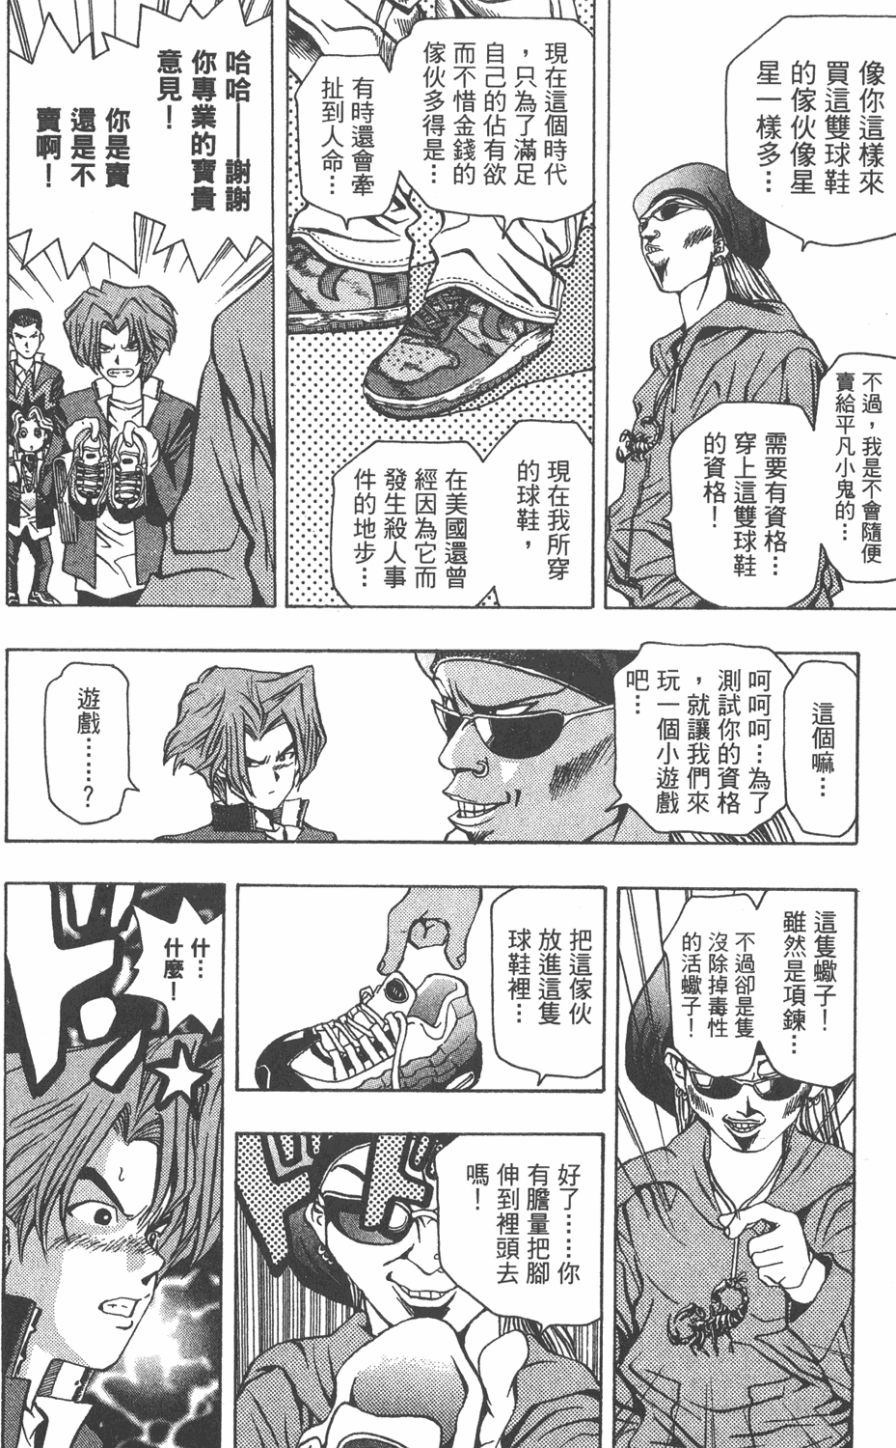 像你這樣來
買這雙球鞋
的傢伙像星
星一樣多…
不過，我是不會隨便
賣給平凡小鬼的…
需要有資格…
穿上這雙球鞋
的資格！
現在這個時代
，只為了滿足
自己的佔有欲
而不惜金錢的
傢伙多得是…
有時還會牽
扯到人命…
現在我所穿
的球鞋，
在美國還曾
經因為它而
發生殺人事
件的地步…
哈哈——謝謝
你專業的寶貴
意見！
你是賣
還是不
賣啊！
這個嘛…
呵呵呵…為了
測試你的資格
，就讓我們來
玩一個小遊戲
吧…
遊戲……？
這隻蠍子！
雖然是項鍊…
不過卻是隻
沒除掉毒性
的活蠍子！
把這傢伙
放進這隻
球鞋裡…
好了……你
有膽量把腳
伸到裡頭去
嗎！
什…
什麼！